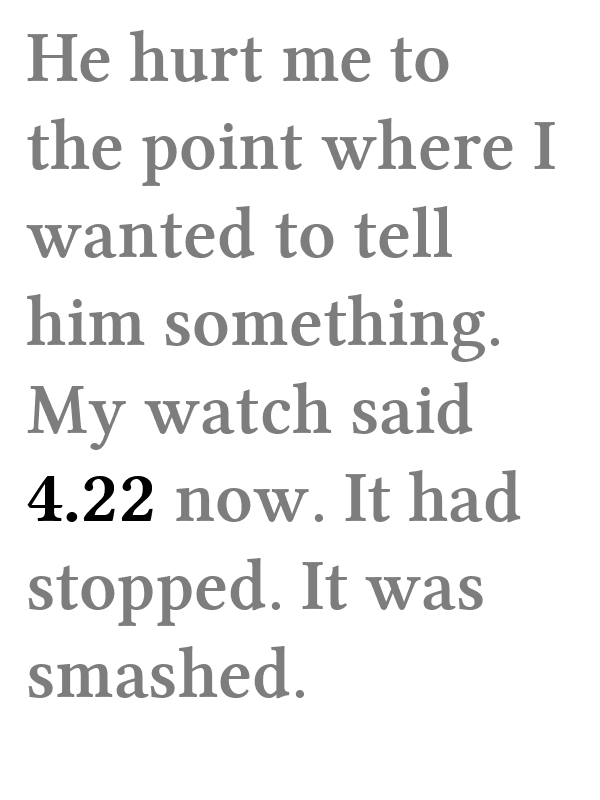 He hurt me to
the point where I
wanted to tell
him something.
My watch said
4.22 now. It had
stopped. It was
smashed.